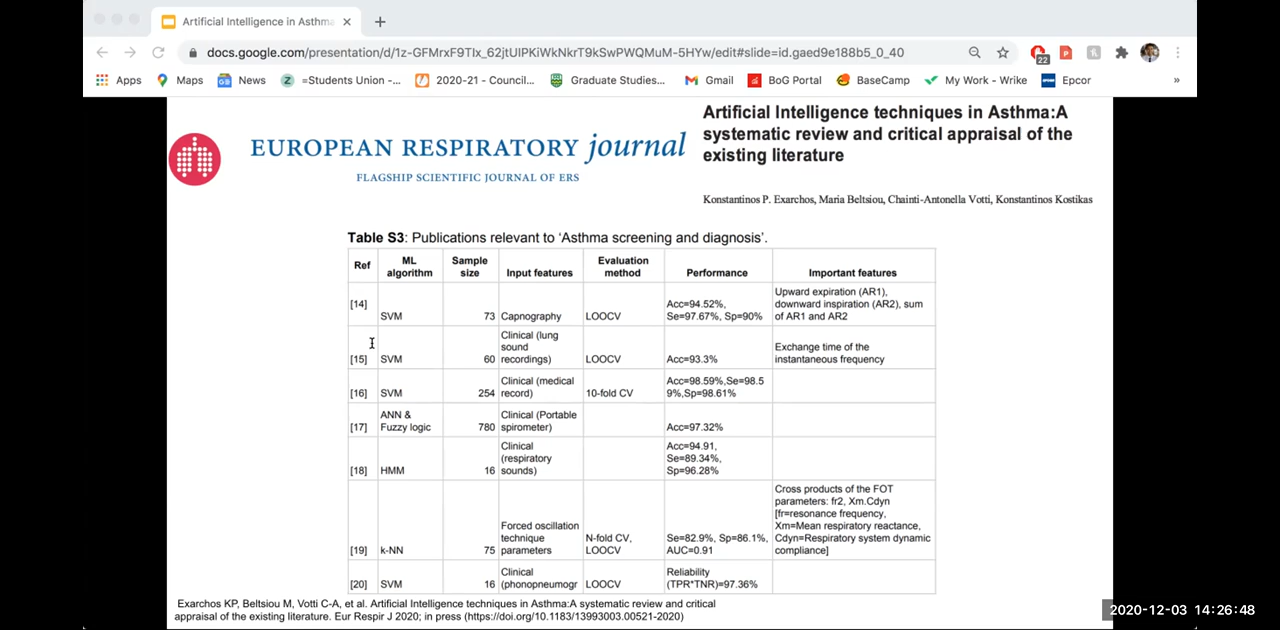 Artificial Intelligence in Asthma
docs.google.com/presentation/d/1z-GFMrxF9TIx_62jtUIPKiWkNkrT9kSwPWQMuM-5HYw/edit#slide=id.gaed9e188b5_0_40
22
Apps Maps News =Students Union -... 2020-21 - Council... Graduate Studies... Gmail BoG Portal BaseCamp My Work - Wrike Epcor »
EUROPEAN RESPIRATORY journal
FLAGSHIP SCIENTIFIC JOURNAL OF ERS
Artificial Intelligence techniques in Asthma:A
systematic review and critical appraisal of the
existing literature
Konstantinos P. Exarchos, Maria Beltsiou, Chainti-Antonella Votti, Konstantinos Kostikas
Table S3: Publications relevant to 'Asthma screening and diagnosis'.
Ref ML algorithm Sample size Input features Evaluation method Performance Important features
[14] SVM 73 Capnography LOOCV Acc=94.52%, Se=97.67%, Sp=90% Upward expiration (AR1), downward inspiration (AR2), sum of AR1 and AR2
[15] SVM 60 Clinical (lung sound recordings) LOOCV Acc=93.3% Exchange time of the instantaneous frequency
[16] SVM 254 Clinical (medical record) 10-fold CV Acc=98.59%,Se=98.59%,Sp=98.61%
[17] ANN & Fuzzy logic 780 Clinical (Portable spirometer) Acc=97.32%
[18] HMM 16 Clinical (respiratory sounds) Acc=94.91, Se=89.34%, Sp=96.28%
[19] k-NN 75 Forced oscillation technique parameters N-fold CV, LOOCV Se=82.9%, Sp=86.1%, AUC=0.91 Cross products of the FOT parameters: fr2, Xm.Cdyn [fr=resonance frequency, Xm=Mean respiratory reactance, Cdyn=Respiratory system dynamic compliance]
[20] SVM 16 Clinical (phonopneumogr LOOCV Reliability (TPR*TNR)=97.36%
Exarchos KP, Beltsiou M, Votti C-A, et al. Artificial Intelligence techniques in Asthma:A systematic review and critical
appraisal of the existing literature. Eur Respir J 2020; in press (https://doi.org/10.1183/13993003.00521-2020)
2020-12-03 14:26:48